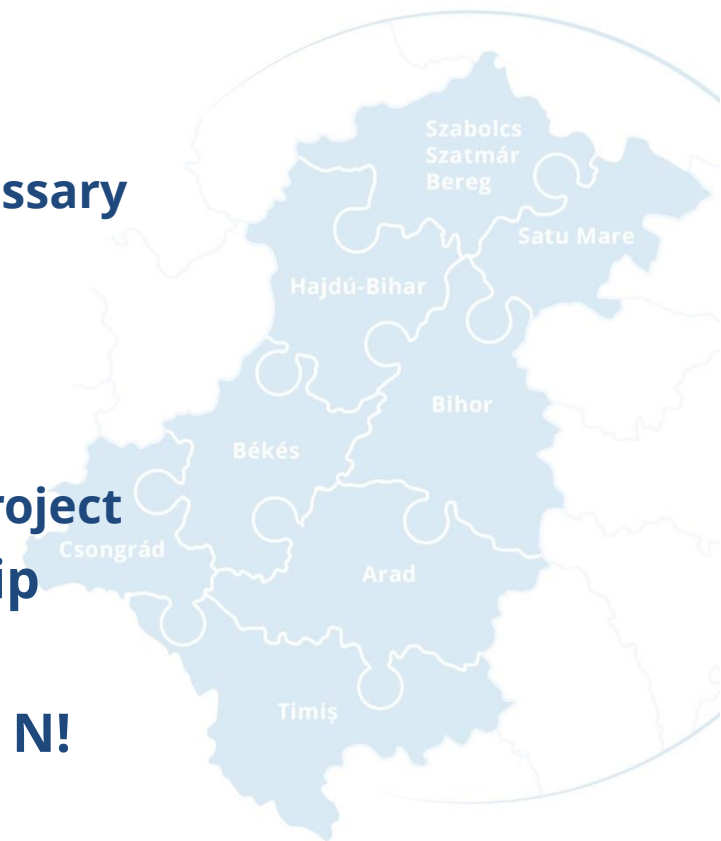 Szabolcs
Szatmár
Bereg
ssary
Satu Mare
Hajdú-Bihar
Bihor
Békés
roject
Csongrád
Arad
ip
Timiș
N!